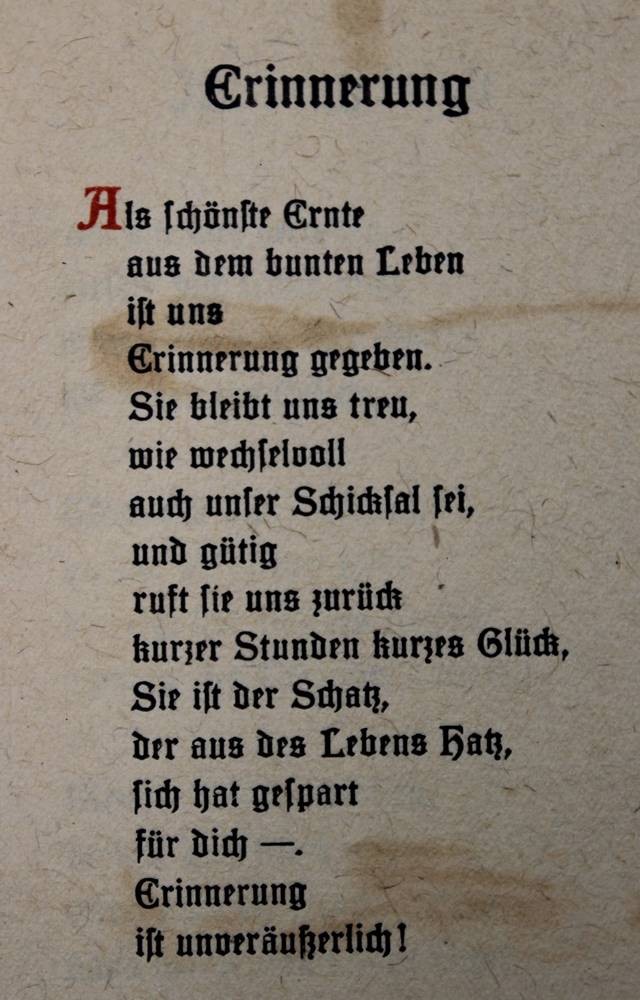 Erinnerung
Als schönste Ernte
aus dem bunten Leben
ist uns
Erinnerung gegeben.
Sie bleibt uns treu,
wie wechselvoll
auch unser Schicksal sei,
und gütig
ruft sie uns zurück
kurzer Stunden kurzes Glück,
Sie ist der Schatz,
der aus des Lebens Hatz,
sich hat gespart
für dich —.
Erinnerung
ist unveräußerlich!